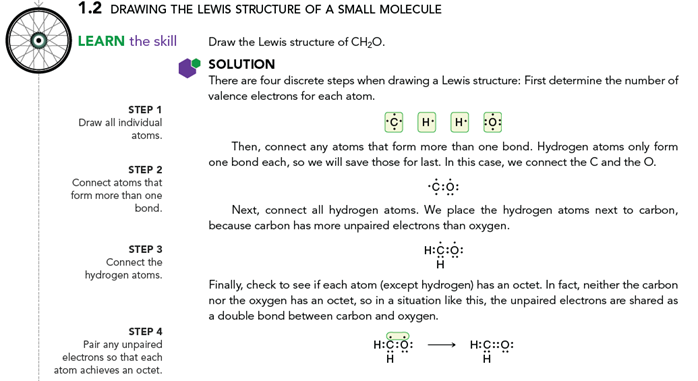 1.2 DRAWING THE LEWIS STRUCTURE OF A SMALL MOLECULE
LEARN the skill
Draw the Lewis structure of CH₂O.
SOLUTION
There are four discrete steps when drawing a Lewis structure: First determine the number of
valence electrons for each atom.
STEP 1
Draw all individual
atoms.
·C· H· H· :O:
Then, connect any atoms that form more than one bond. Hydrogen atoms only form
one bond each, so we will save those for last. In this case, we connect the C and the O.
STEP 2
Connect atoms that
form more than one
bond.
·C:O:
Next, connect all hydrogen atoms. We place the hydrogen atoms next to carbon,
because carbon has more unpaired electrons than oxygen.
STEP 3
Connect the
hydrogen atoms.
H:C:O:
H
Finally, check to see if each atom (except hydrogen) has an octet. In fact, neither the carbon
nor the oxygen has an octet, so in a situation like this, the unpaired electrons are shared as
a double bond between carbon and oxygen.
STEP 4
Pair any unpaired
electrons so that each
atom achieves an octet.
H:C:O: ⟶ H:C::O:
H H